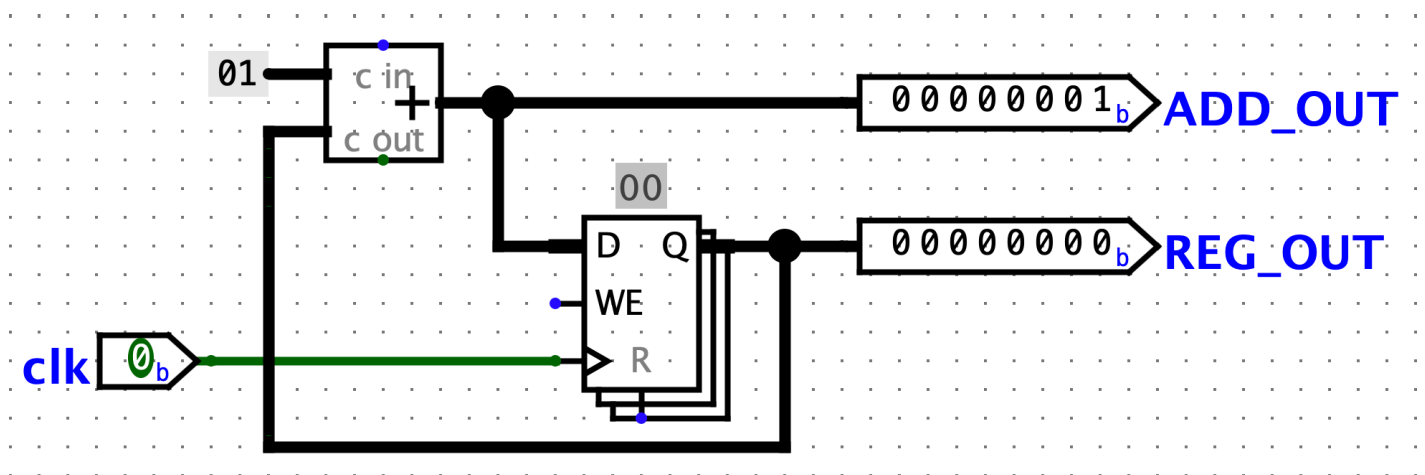 01
c in
+
c out
00000001b
ADD_OUT
00
D
Q
00000000b
REG_OUT
WE
clk
0b
R